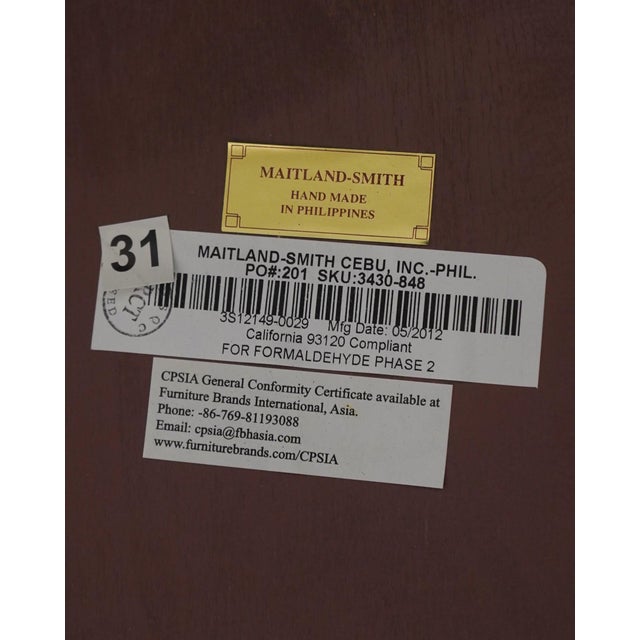 MAITLAND-SMITH
HAND MADE
IN PHILIPPINES
31
MAITLAND-SMITH CEBU, INC.-PHIL.
PO#:201 SKU:3430-848
3S12149-0029 Mfg Date: 05/2012
California 93120 Compliant
FOR FORMALDEHYDE PHASE 2
CPSIA General Conformity Certificate available at
Furniture Brands International, Asia.
Phone: -86-769-81193088
Email: cpsia@fbhasia.com
www.furniturebrands.com/CPSIA